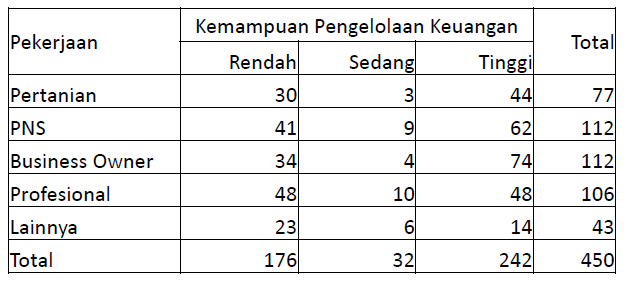 Pekerjaan Kemampuan Pengelolaan Keuangan Total
Rendah Sedang Tinggi
Pertanian 30 3 44 77
PNS 41 9 62 112
Business Owner 34 4 74 112
Profesional 48 10 48 106
Lainnya 23 6 14 43
Total 176 32 242 450